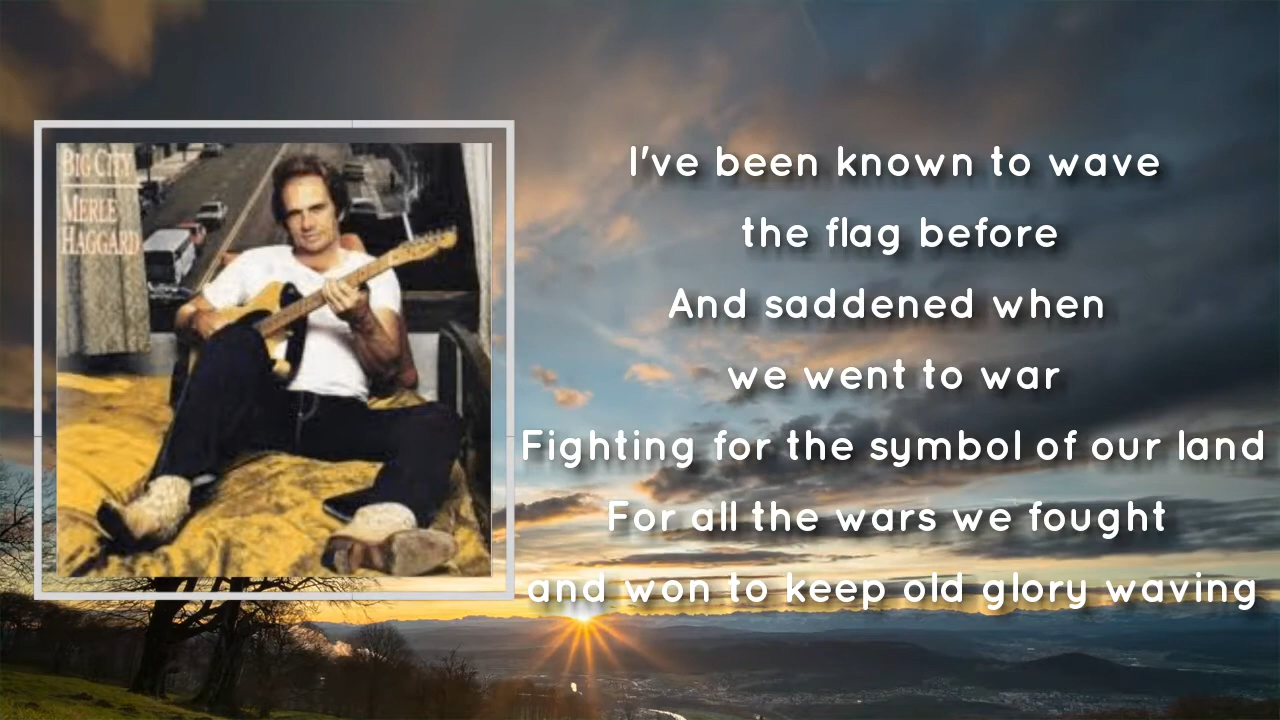 BIG CITY
MERLE
HAGGARD
I've been known to wave
the flag before
And saddened when
we went to war
Fighting for the symbol of our land
For all the wars we fought
and won to keep old glory waving